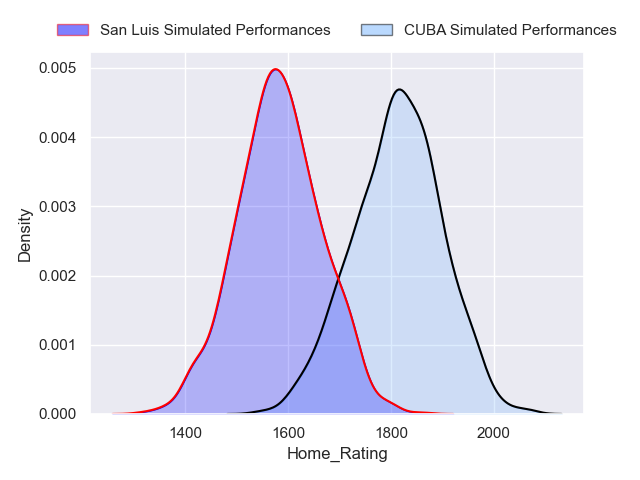 San Luis Simulated Performances CUBA Simulated Performances
0.005
0.004
0.003
0.002
0.001
0.000
Density
1400 1600 1800 2000
Home_Rating